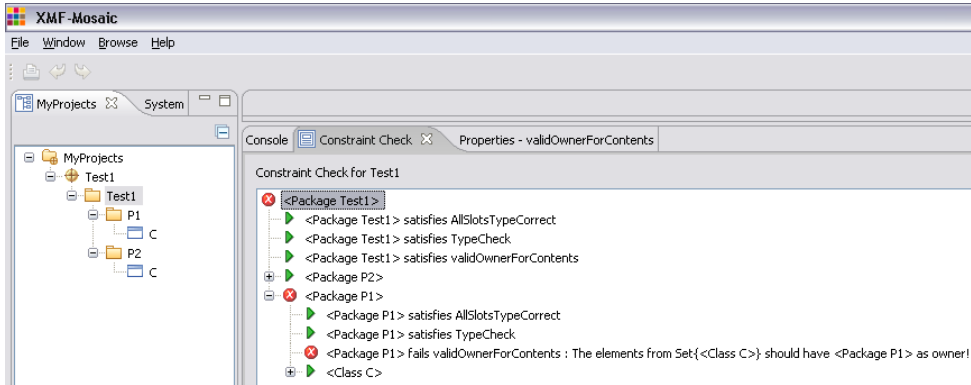 XMF-Mosaic
File Window Browse Help
MyProjects System
Console Constraint Check Properties - validOwnerForContents
MyProjects
Test1
Test1
P1
C
P2
C
Constraint Check for Test1
<Package Test1>
<Package Test1> satisfies AllSlotsTypeCorrect
<Package Test1> satisfies TypeCheck
<Package Test1> satisfies validOwnerForContents
<Package P2>
<Package P1>
<Package P1> satisfies AllSlotsTypeCorrect
<Package P1> satisfies TypeCheck
<Package P1> fails validOwnerForContents : The elements from Set{<Class C>} should have <Package P1> as owner!
<Class C>